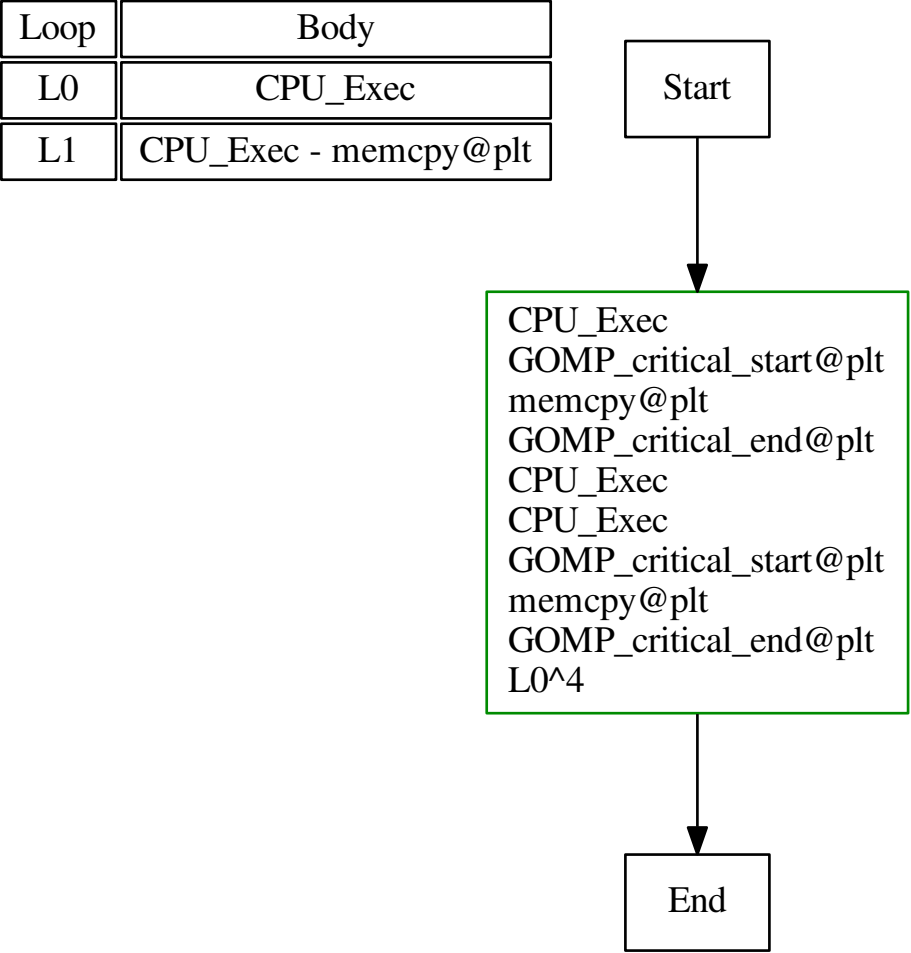 Loop Body
L0 CPU_Exec
L1 CPU_Exec - memcpy@plt
Start
CPU_Exec
GOMP_critical_start@plt
memcpy@plt
GOMP_critical_end@plt
CPU_Exec
CPU_Exec
GOMP_critical_start@plt
memcpy@plt
GOMP_critical_end@plt
L0^4
End